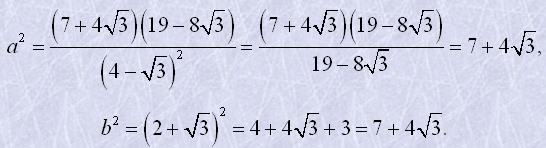 a² = (7 + 4√3)(19 − 8√3) / (4 − √3)² = (7 + 4√3)(19 − 8√3) / 19 − 8√3 = 7 + 4√3,
b² = (2 + √3)² = 4 + 4√3 + 3 = 7 + 4√3.